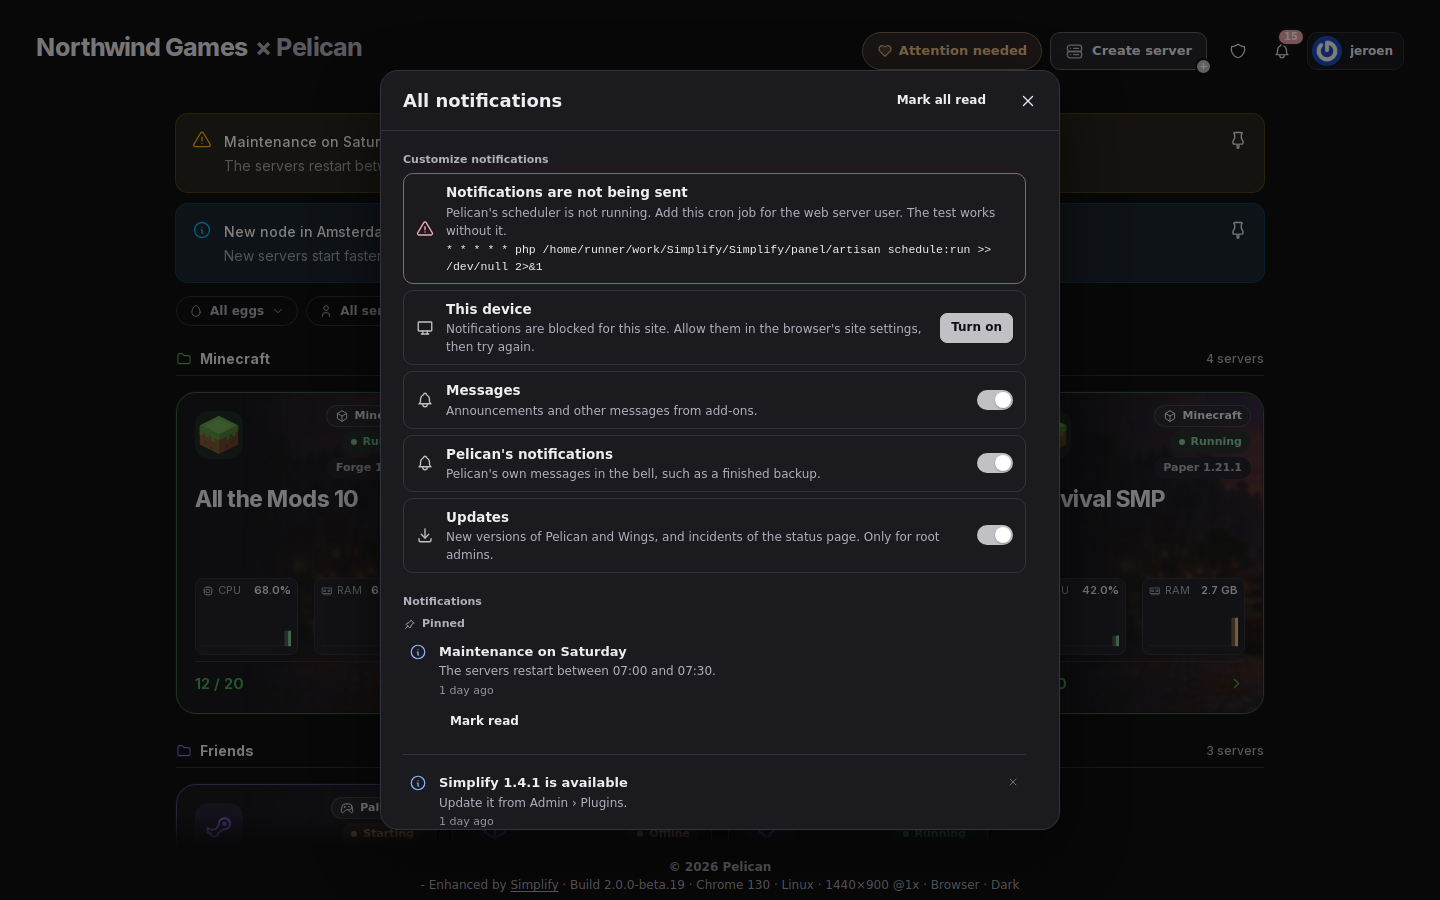 Northwind Games × Pelican
Attention needed
Create server
15
jeroen
Maintenance on Satur
The servers restart betw
New node in Amsterda
New servers start faster
All eggs
All ser
Minecraft
4 servers
All the Mods 10
Forge 1
CPU 68.0%
RAM 6
12 / 20
Minecraft
Running
Paper 1.21.1
vival SMP
42.0%
RAM 2.7 GB
Friends
3 servers
Pal
Starting
Offline
Running
All notifications
Mark all read
Customize notifications
Notifications are not being sent
Pelican's scheduler is not running. Add this cron job for the web server user. The test works
without it.
* * * * * php /home/runner/work/Simplify/Simplify/panel/artisan schedule:run >>
/dev/null 2>&1
This device
Notifications are blocked for this site. Allow them in the browser's site settings,
then try again.
Turn on
Messages
Announcements and other messages from add-ons.
Pelican's notifications
Pelican's own messages in the bell, such as a finished backup.
Updates
New versions of Pelican and Wings, and incidents of the status page. Only for root
admins.
Notifications
Pinned
Maintenance on Saturday
The servers restart between 07:00 and 07:30.
1 day ago
Mark read
Simplify 1.4.1 is available
Update it from Admin › Plugins.
1 day ago
© 2026 Pelican
- Enhanced by Simplify · Build 2.0.0-beta.19 · Chrome 130 · Linux · 1440×900 @1x · Browser · Dark